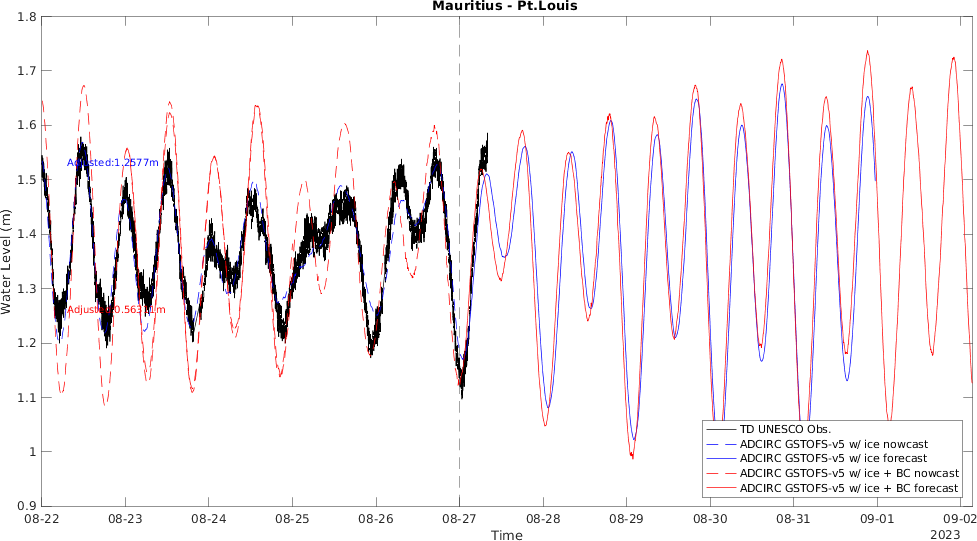 Mauritius - Pt.Louis
1.8
1.7
1.6
1.5
1.4
1.3
1.2
1.1
1
0.9
Water Level (m)
Adjusted:1.2577m
TD UNESCO Obs.
ADCIRC GSTOFS-v5 w/ ice nowcast
ADCIRC GSTOFS-v5 w/ ice forecast
ADCIRC GSTOFS-v5 w/ ice + BC nowcast
ADCIRC GSTOFS-v5 w/ ice + BC forecast
08-22 08-23 08-24 08-25 08-26 08-27 08-28 08-29 08-30 08-31 09-01 09-02
Time
2023